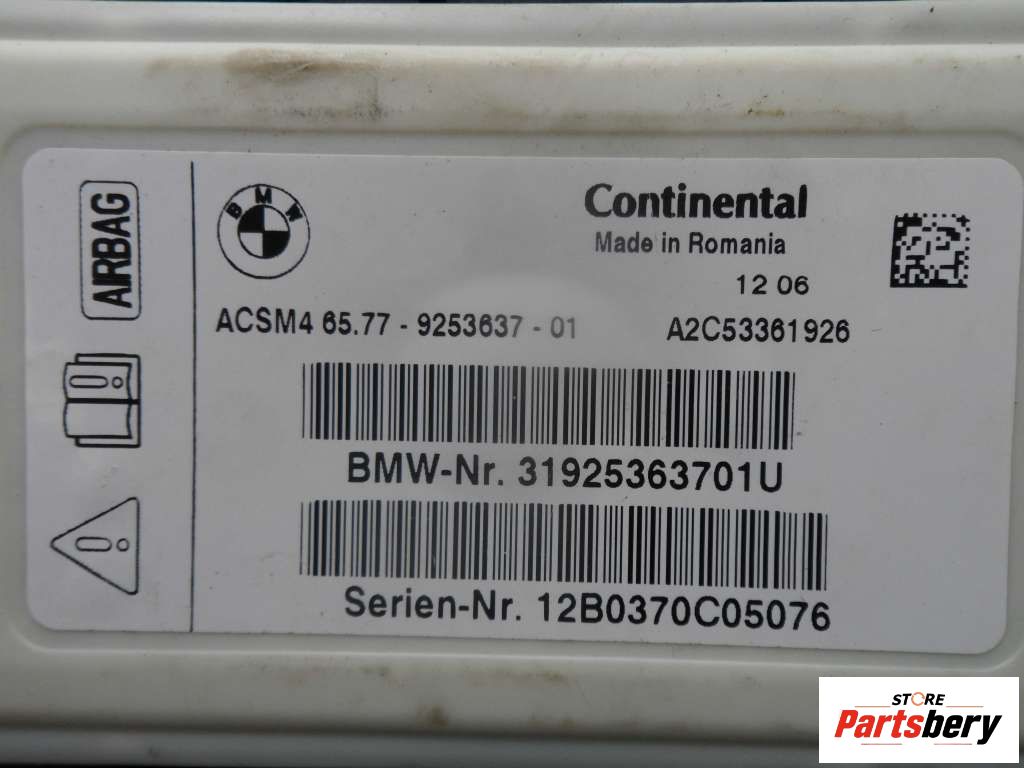 AIRBAG
BMW
Continental
Made in Romania
12 06
ACSM4 65.77 - 9253637 - 01 A2C53361926
BMW-Nr. 31925363701U
Serien-Nr. 12B0370C05076
STORE
Partsbery